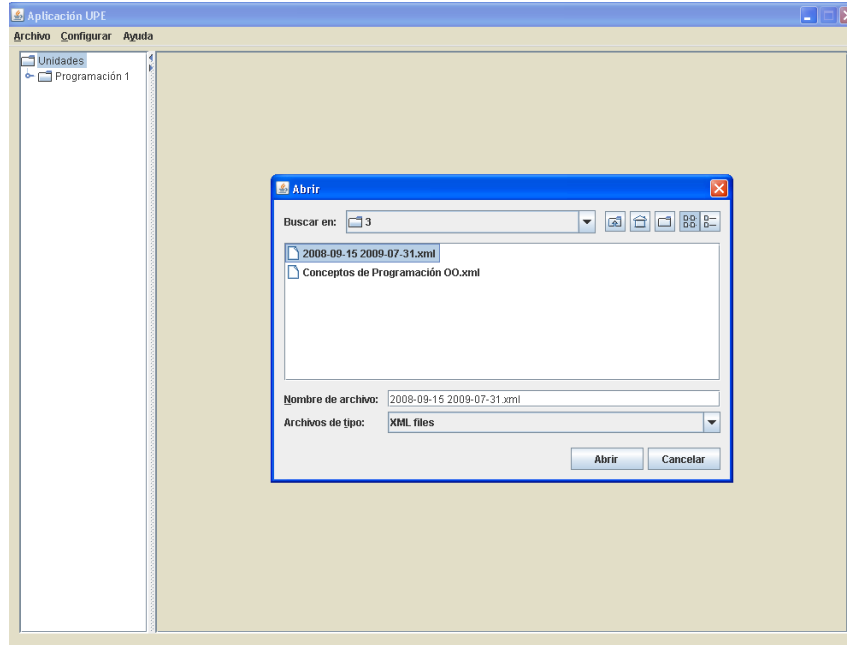 Aplicación UPE
Archivo Configurar Ayuda
Unidades
Programación 1
Abrir
Buscar en: 3
2008-09-15 2009-07-31.xml
Conceptos de Programación OO.xml
Nombre de archivo: 2008-09-15 2009-07-31.xml
Archivos de tipo: XML files
Abrir Cancelar